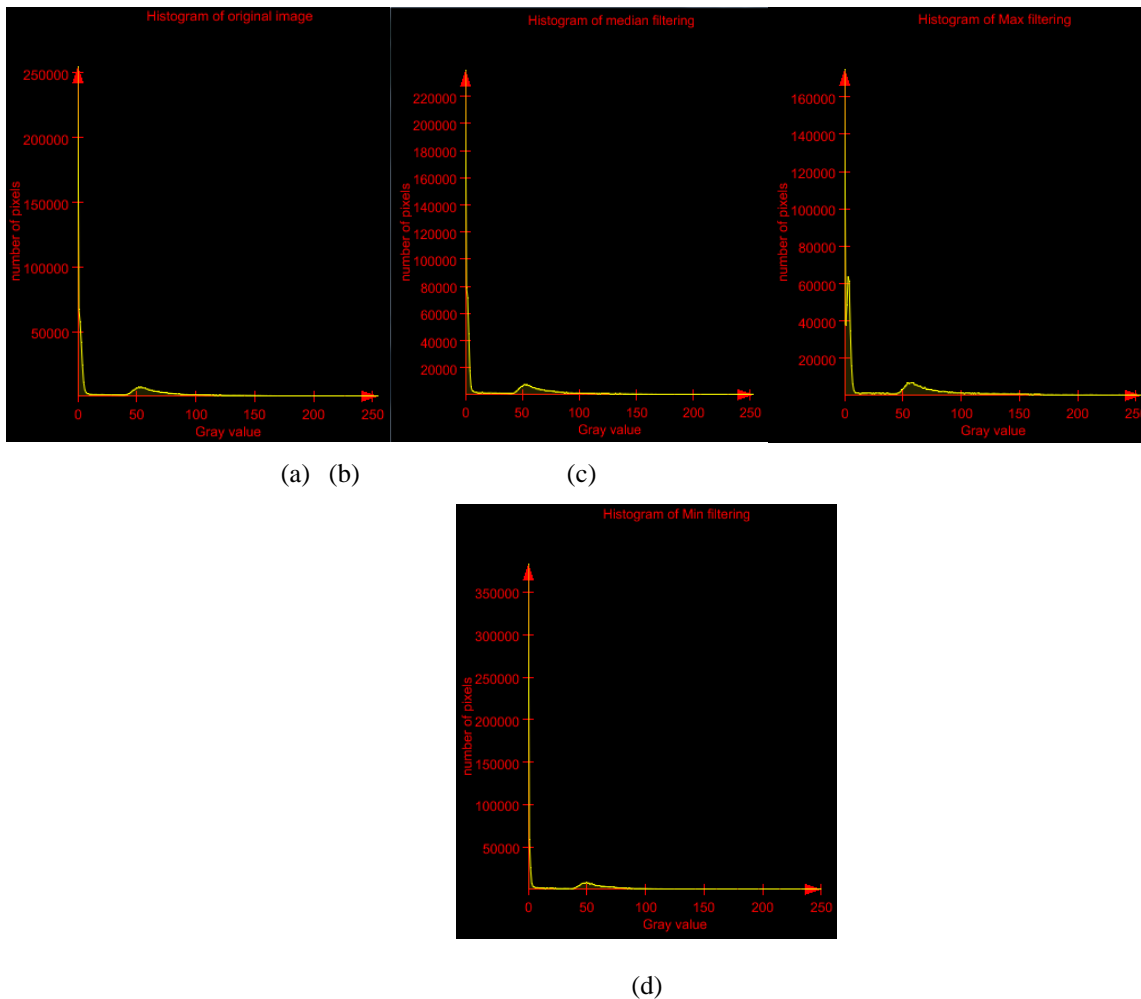 Histogram of original image
250000
200000
150000
100000
50000
number of pixels
0 50 100 150 200 250
Gray value
Histogram of median filtering
220000
200000
180000
160000
140000
120000
100000
80000
60000
40000
20000
number of pixels
0 50 100 150 200 250
Gray value
Histogram of Max filtering
160000
140000
120000
100000
80000
60000
40000
20000
number of pixels
0 50 100 150 200 250
Gray value
(a) (b) (c)
Histogram of Min filtering
350000
300000
250000
200000
150000
100000
50000
number of pixels
0 50 100 150 200 250
Gray value
(d)